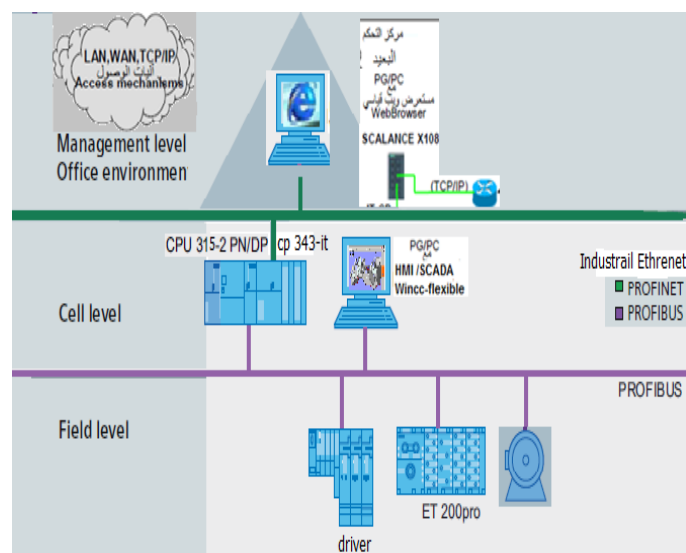 LAN,WAN,TCP/IP
آليات الوصول
Access mechanisms
Management level
Office environmen
مركز التحكم
البعيد
PG/PC
مع
مستعرض ويب قياسي
WebBrowser
SCALANCE X108
(TCP/IP)
CPU 315-2 PN/DP
cp 343-it
PG/PC
مع
HMI /SCADA
Wincc-flexible
Industrail Ethrenet
PROFINET
PROFIBUS
Cell level
PROFIBUS
Field level
ET 200pro
driver